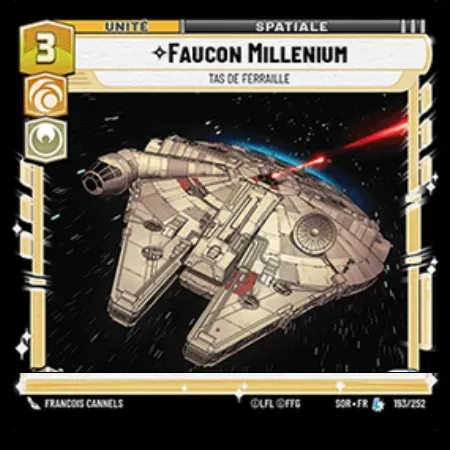 UNITÉ SPATIALE
3
✧FAUCON MILLENIUM
TAS DE FERRAILLE
FRANCOIS CANNELS ©LFL ©FFG SOR • FR 193/252